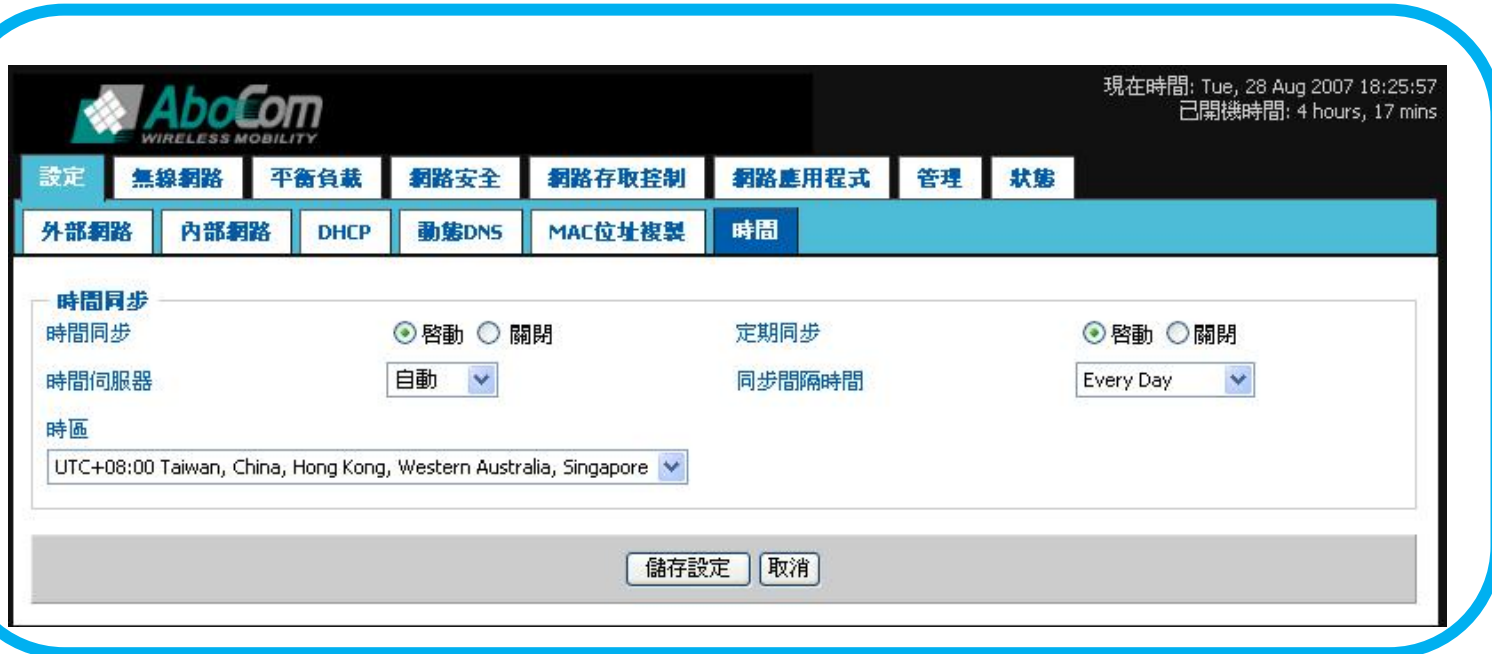 AboCom
WIRELESS MOBILITY
現在時間: Tue, 28 Aug 2007 18:25:57
已開機時間: 4 hours, 17 mins
設定 無線網路 平衡負載 網路安全 網路存取控制 網路應用程式 管理 狀態
外部網路 內部網路 DHCP 動態DNS MAC位址複製 時間
時間同步
時間同步 啓動 關閉 定期同步 啓動 關閉
時間伺服器 自動 同步間隔時間 Every Day
時區
UTC+08:00 Taiwan, China, Hong Kong, Western Australia, Singapore
儲存設定 取消